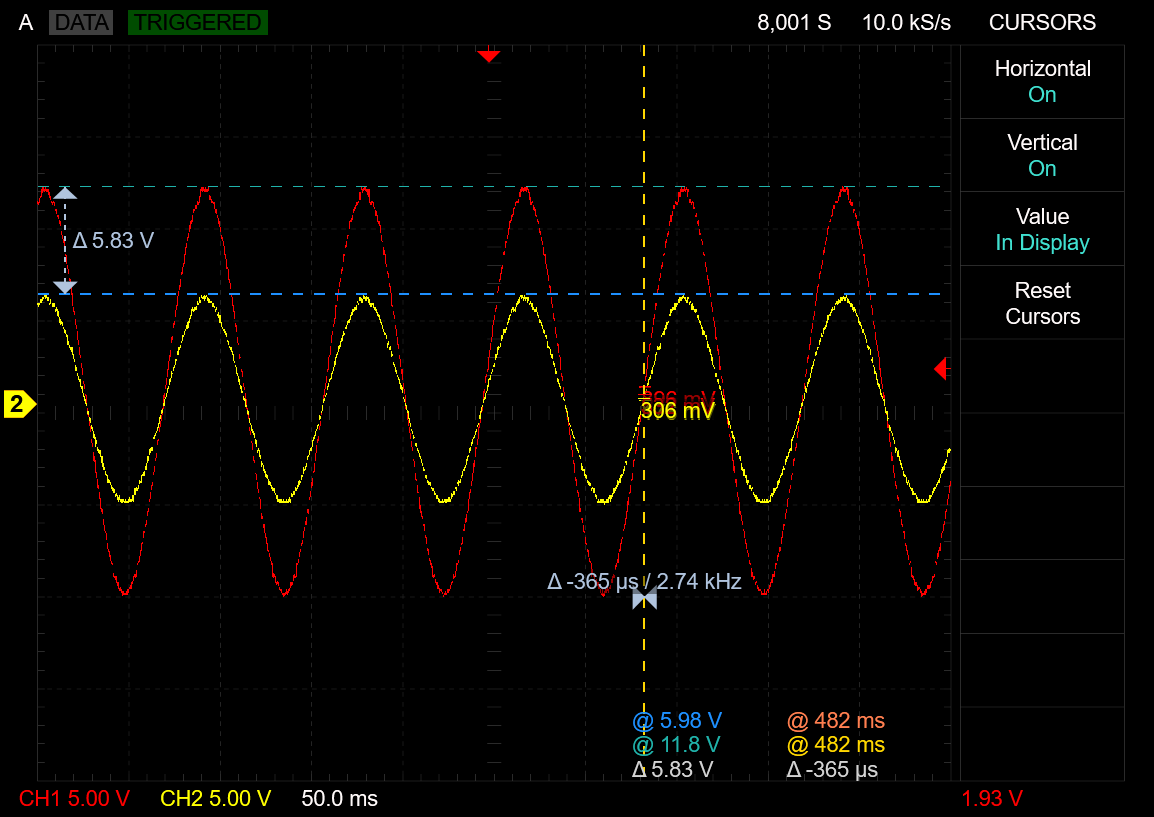 A DATA TRIGGERED 8,001 S 10.0 kS/s CURSORS
Horizontal
On
Vertical
On
Value
In Display
Reset
Cursors
Δ 5.83 V
2
306 mV
Δ -365 µs / 2.74 kHz
@ 5.98 V @ 482 ms
@ 11.8 V @ 482 ms
Δ 5.83 V Δ -365 µs
CH1 5.00 V CH2 5.00 V 50.0 ms 1.93 V